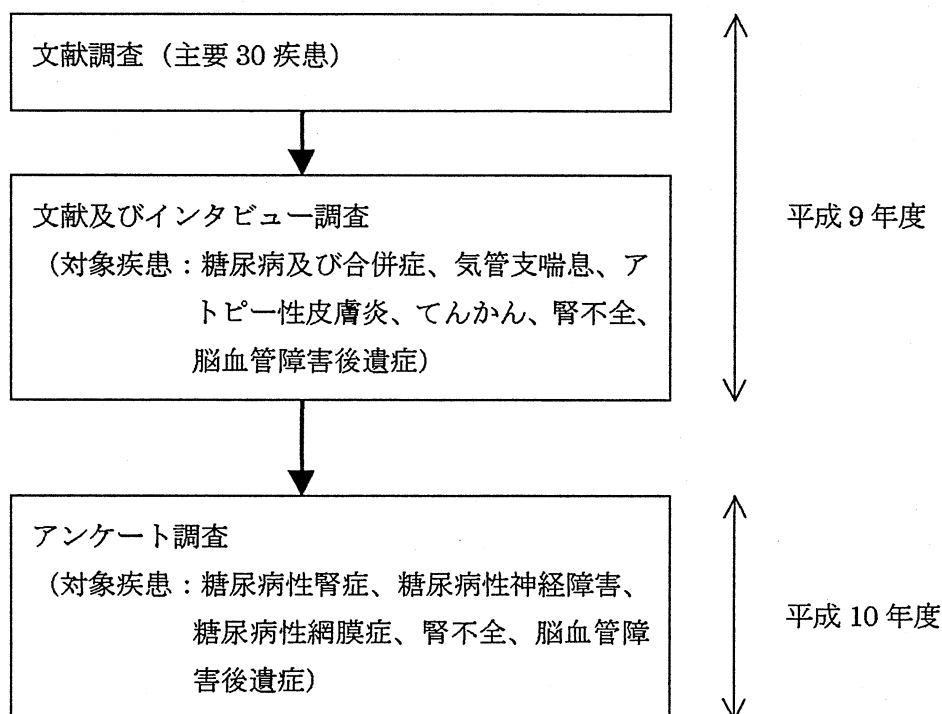 文献調査（主要 30 疾患）
文献及びインタビュー調査
（対象疾患：糖尿病及び合併症、気管支喘息、ア
トピー性皮膚炎、てんかん、腎不全、
脳血管障害後遺症）
平成 9 年度
アンケート調査
（対象疾患：糖尿病性腎症、糖尿病性神経障害、
糖尿病性網膜症、腎不全、脳血管障
害後遺症）
平成 10 年度